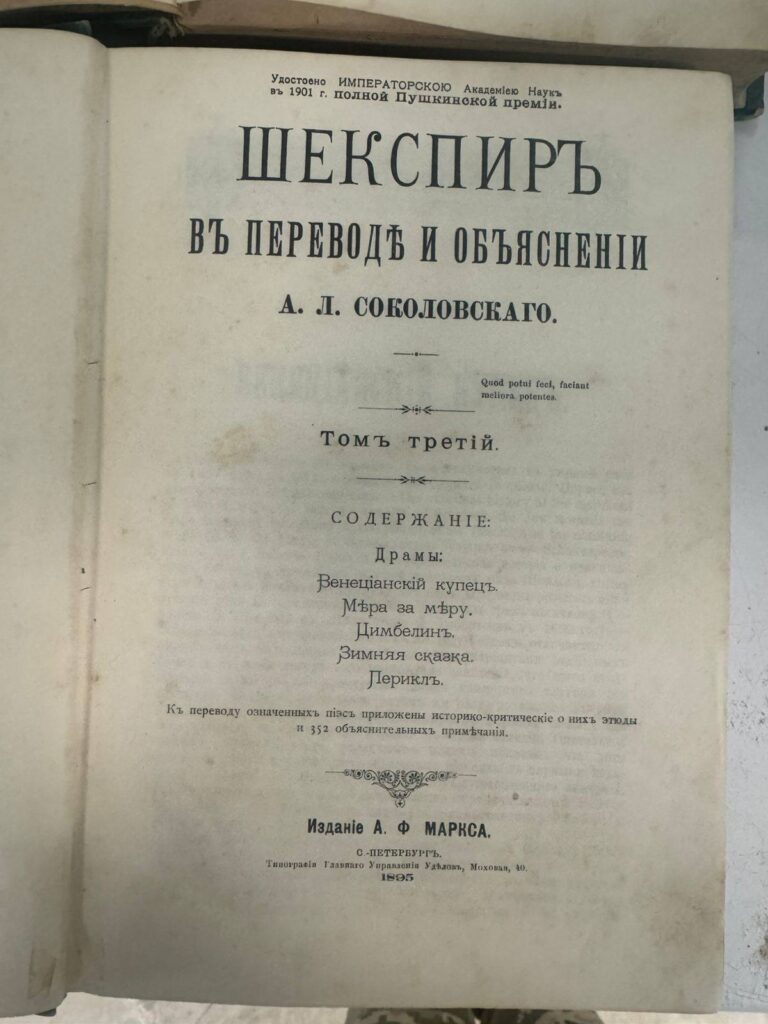 Удостоено ИМПЕРАТОРСКОЮ Академіею Наукъ
въ 1901 г. полной Пушкинской преміи.
ШЕКСПИРЪ
ВЪ ПЕРЕВОДѢ И ОБЪЯСНЕНІИ
А. Л. СОКОЛОВСКАГО.
Quod potui feci, faciant
meliora potentes.
Томъ третій.
СОДЕРЖАНІЕ:
Драмы:
Венеціанскій купецъ.
Мѣра за мѣру.
Цимбелинъ.
Зимняя сказка.
Периклъ.
Къ переводу означенныхъ піэсъ приложены историко-критическіе о нихъ этюды
и 352 объяснительныхъ примѣчанія.
Изданіе А. Ф МАРКСА.
С -ПЕТЕРБУРГЪ.
Типографія Главнаго Управленія Удѣловъ, Моховая, 40.
1895